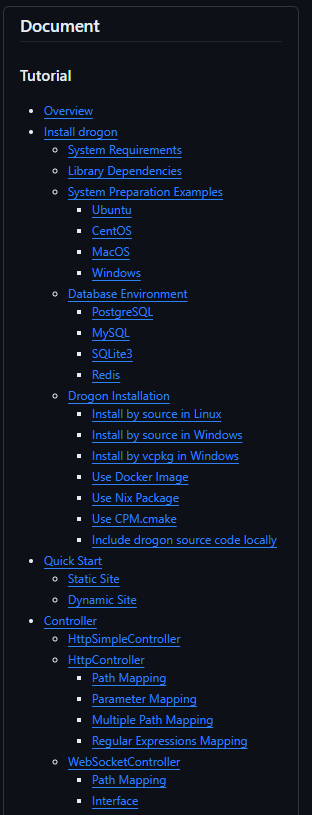 Document
Tutorial
Overview
Install drogon
System Requirements
Library Dependencies
System Preparation Examples
Ubuntu
CentOS
MacOS
Windows
Database Environment
PostgreSQL
MySQL
SQLite3
Redis
Drogon Installation
Install by source in Linux
Install by source in Windows
Install by vcpkg in Windows
Use Docker Image
Use Nix Package
Use CPM.cmake
Include drogon source code locally
Quick Start
Static Site
Dynamic Site
Controller
HttpSimpleController
HttpController
Path Mapping
Parameter Mapping
Multiple Path Mapping
Regular Expressions Mapping
WebSocketController
Path Mapping
Interface